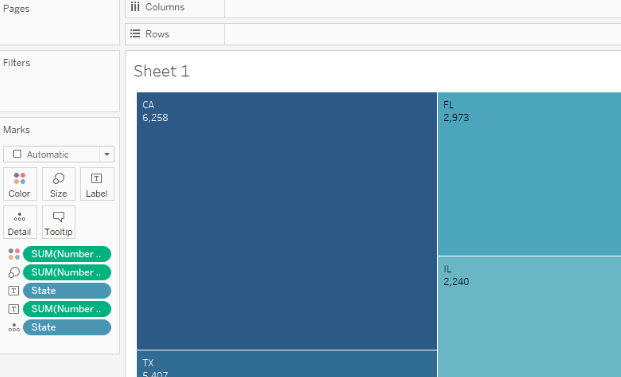 Pages
Columns
Rows
Filters
Sheet 1
CA
6,258
FL
2,973
Marks
Automatic
Color
Size
Label
T
Detail
Tooltip
SUM(Number ..
SUM(Number ..
T
State
T
SUM(Number ..
State
IL
2,240
TX
5,407